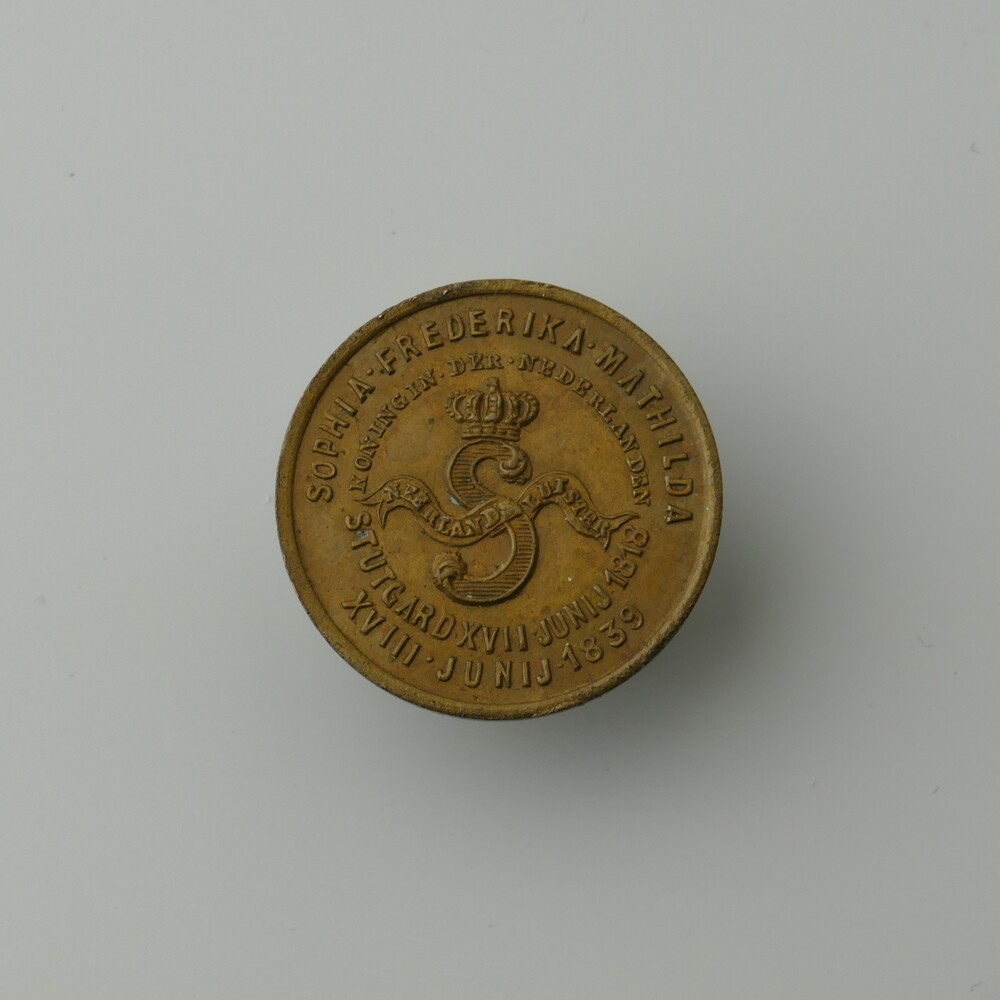 SOPHIA·FREDERIKA·MATHILDA
KONINGIN·DER·NEDERLANDEN
NEERLANDS LUISTER
STUTGARD·XVII·JUNIJ·1818
XVIII·JUNIJ·1839